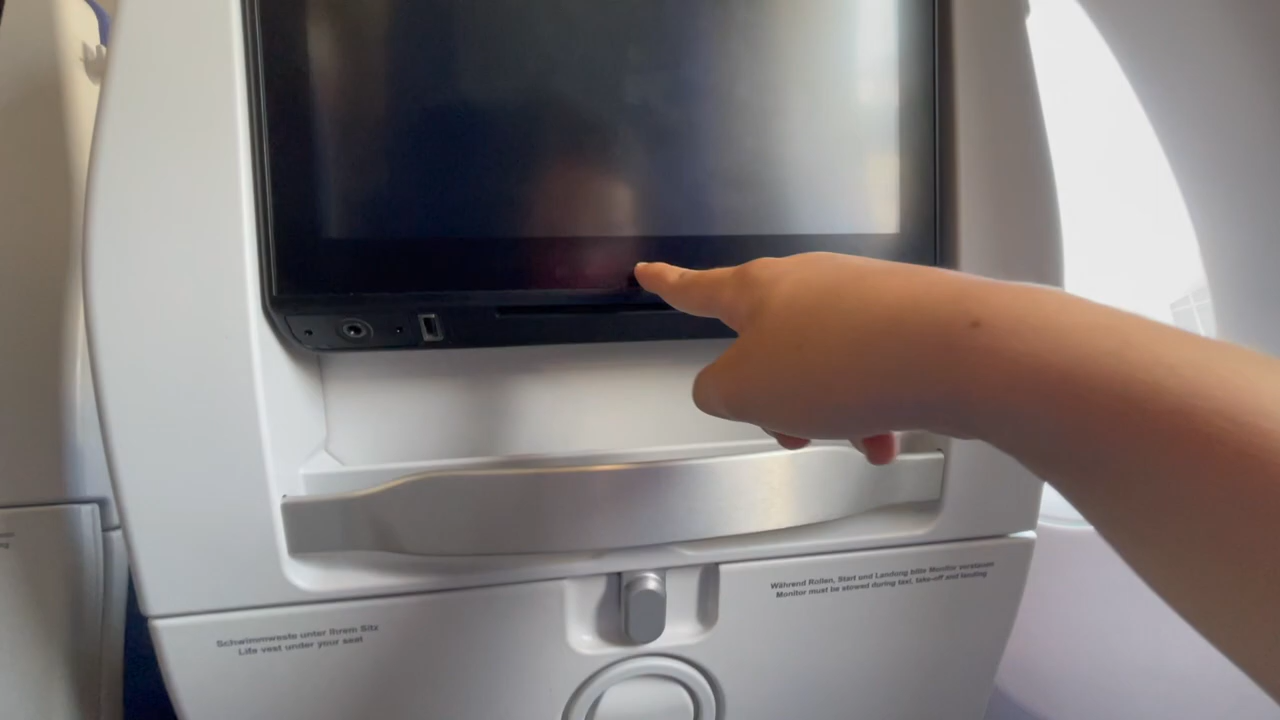 Während Rollen, Start und Landung bitte Monitor verstauen
Monitor must be stowed during taxi, take-off and landing
Schwimmweste unter Ihrem Sitz
Life vest under your seat